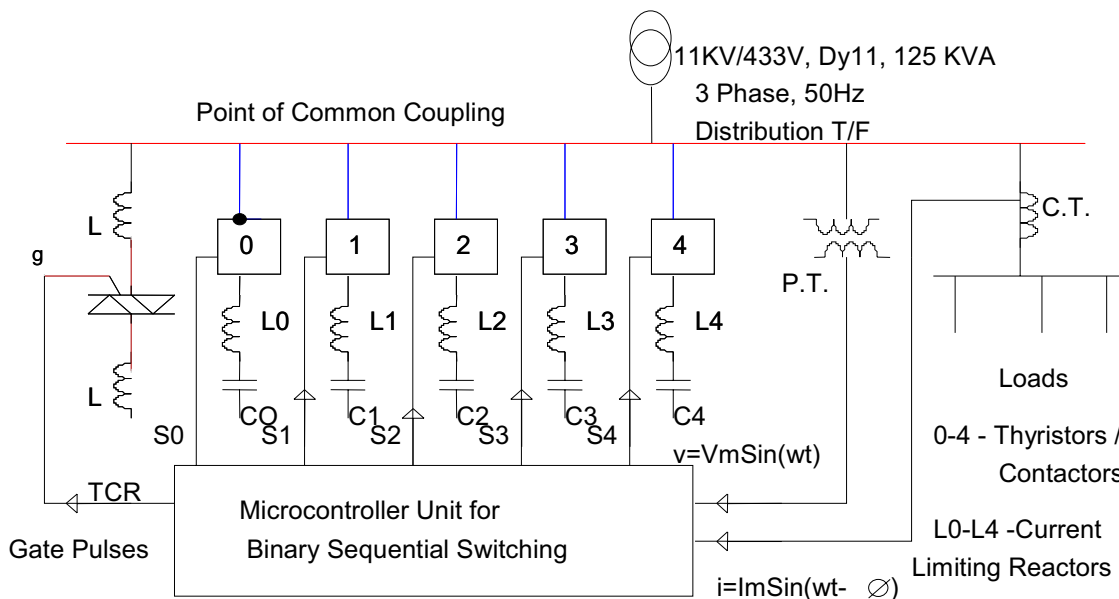 11KV/433V, Dy11, 125 KVA
3 Phase, 50Hz
Distribution T/F
Point of Common Coupling
L
g
0
1
2
3
4
C.T.
P.T.
L0
L1
L2
L3
L4
L
CO
C1
C2
C3
C4
S0
S1
S2
S3
S4
Loads
0-4 - Thyristors /
Contactors
v=VmSin(wt)
TCR
Gate Pulses
Microcontroller Unit for
Binary Sequential Switching
L0-L4 -Current
Limiting Reactors
i=ImSin(wt- ∅)